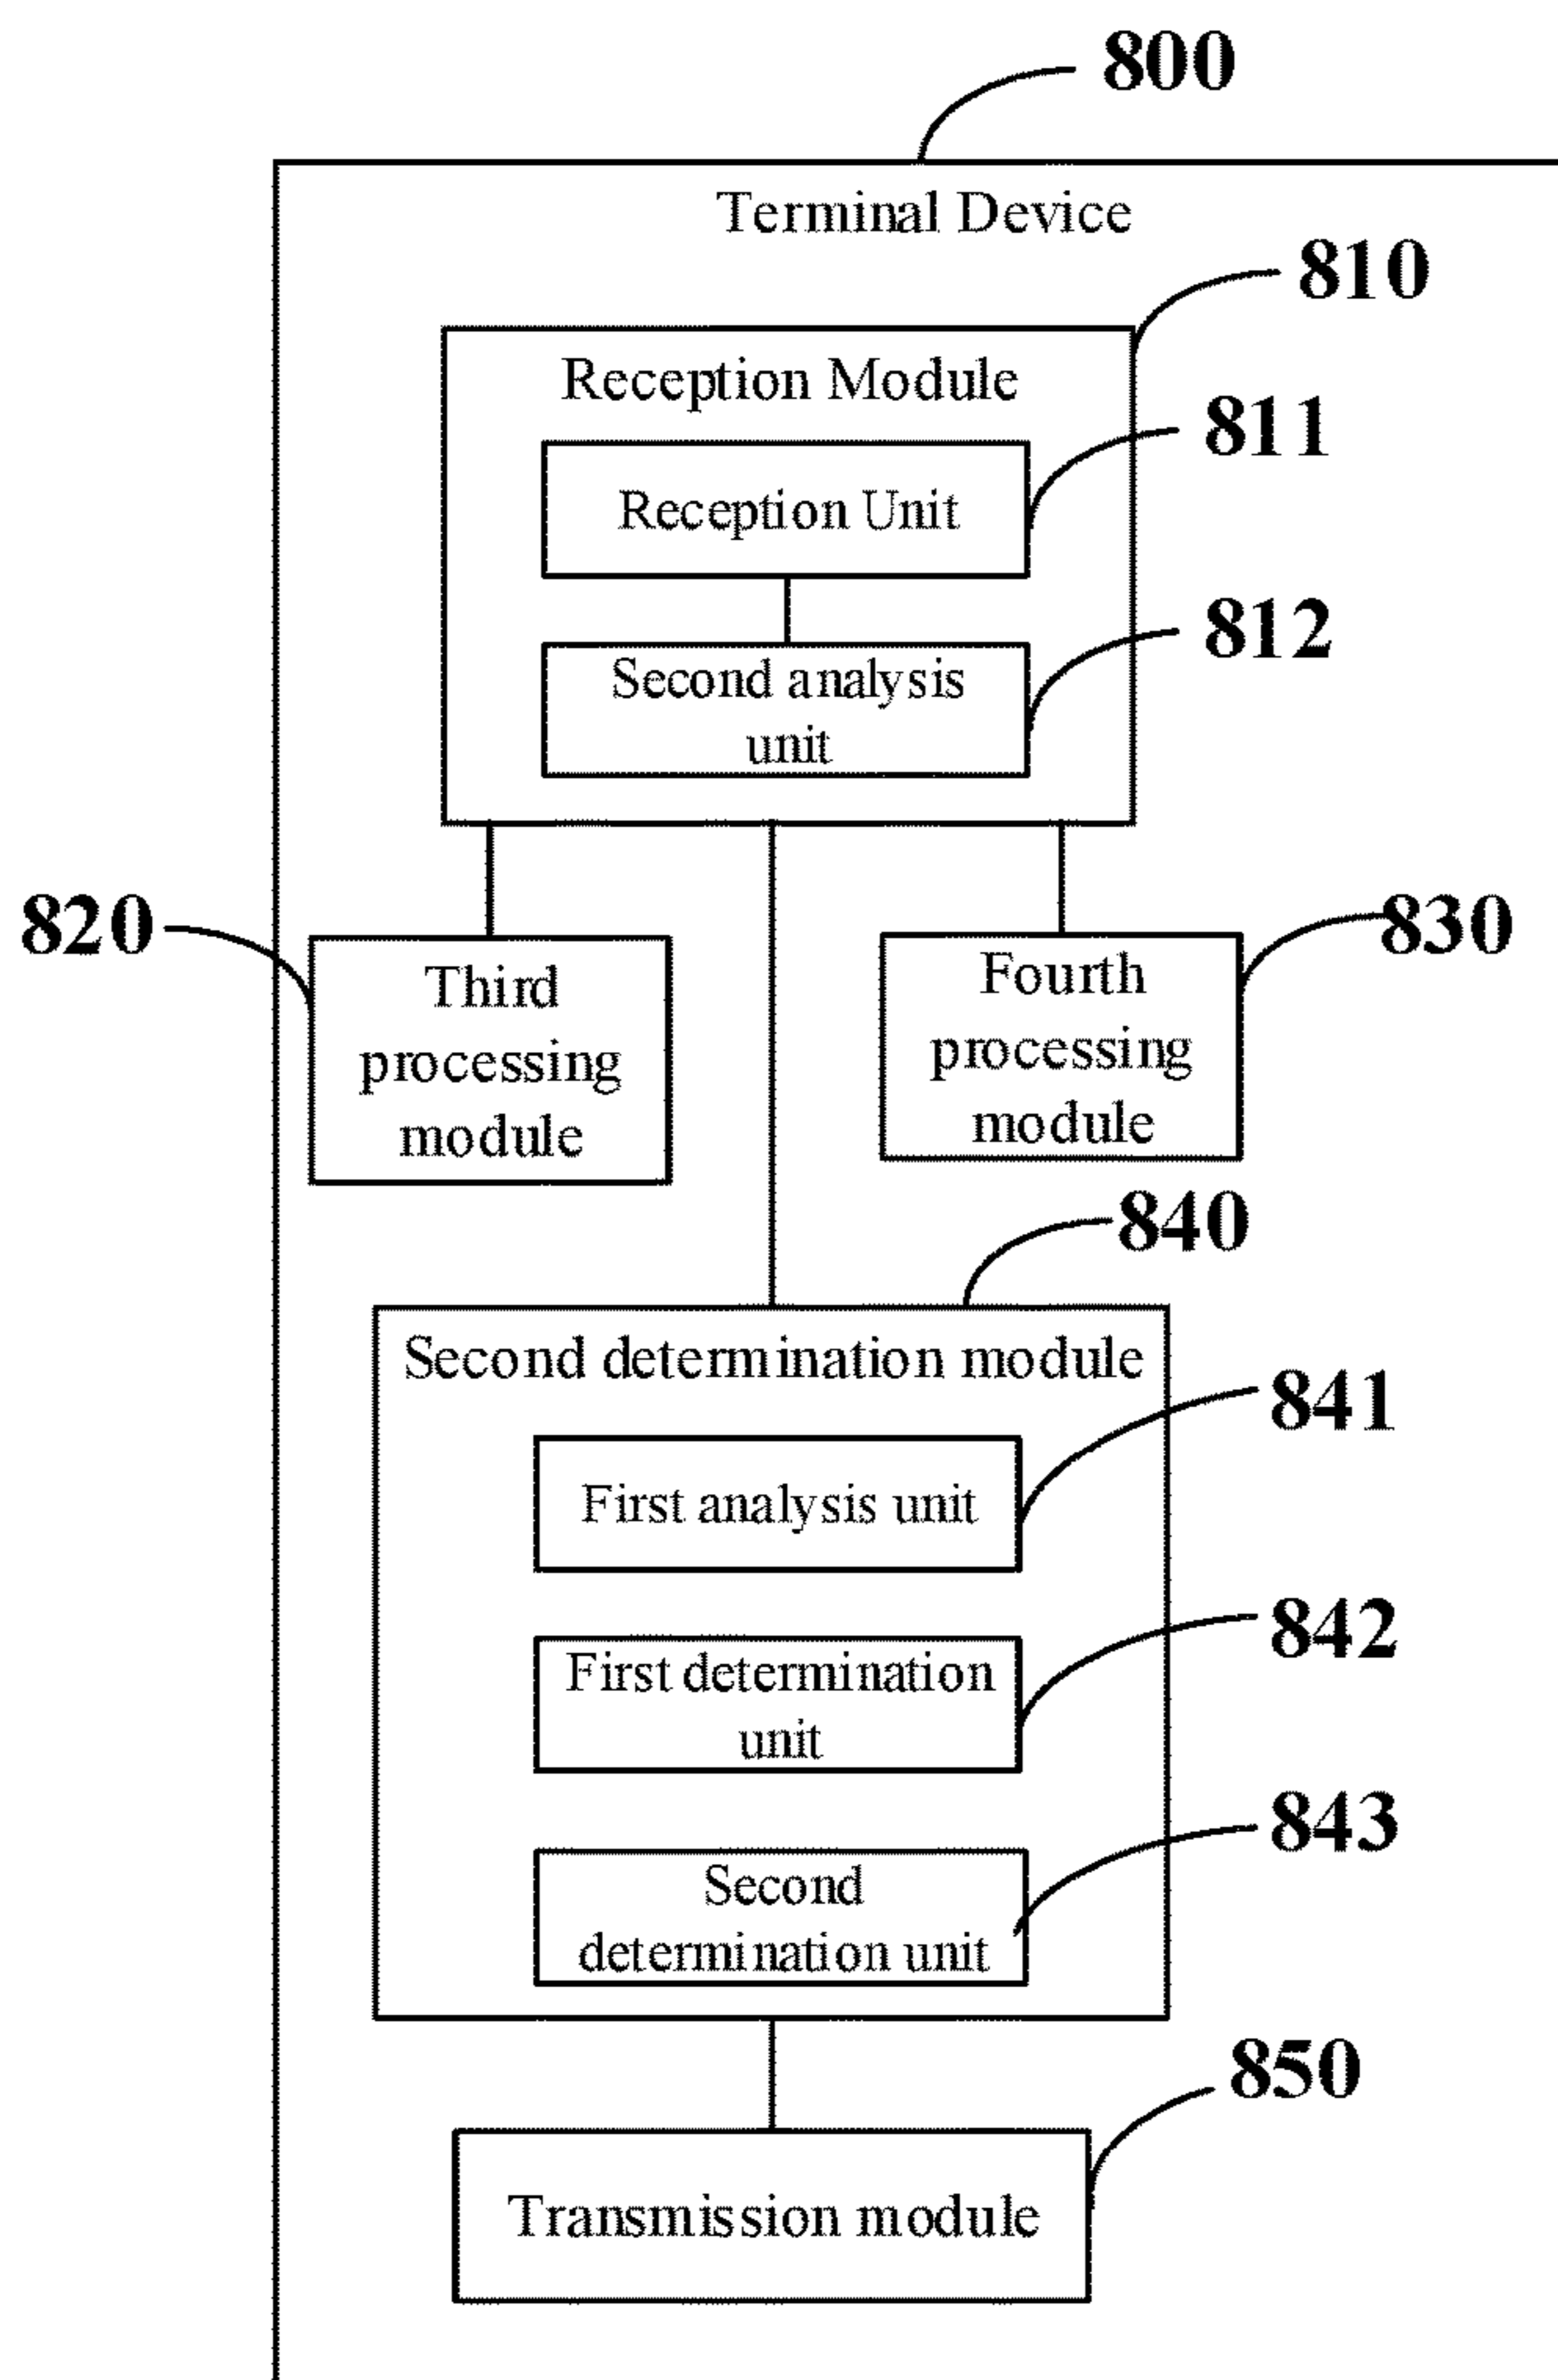 800
Terminal Device
810
Reception Module
811
Reception Unit
812
Second analysis
unit
820
830
Third
processing
module
Fourth
processing
module
840
Second determination module
841
First analysis unit
842
First determination
unit
843
Second
determination unit
850
Transmission module